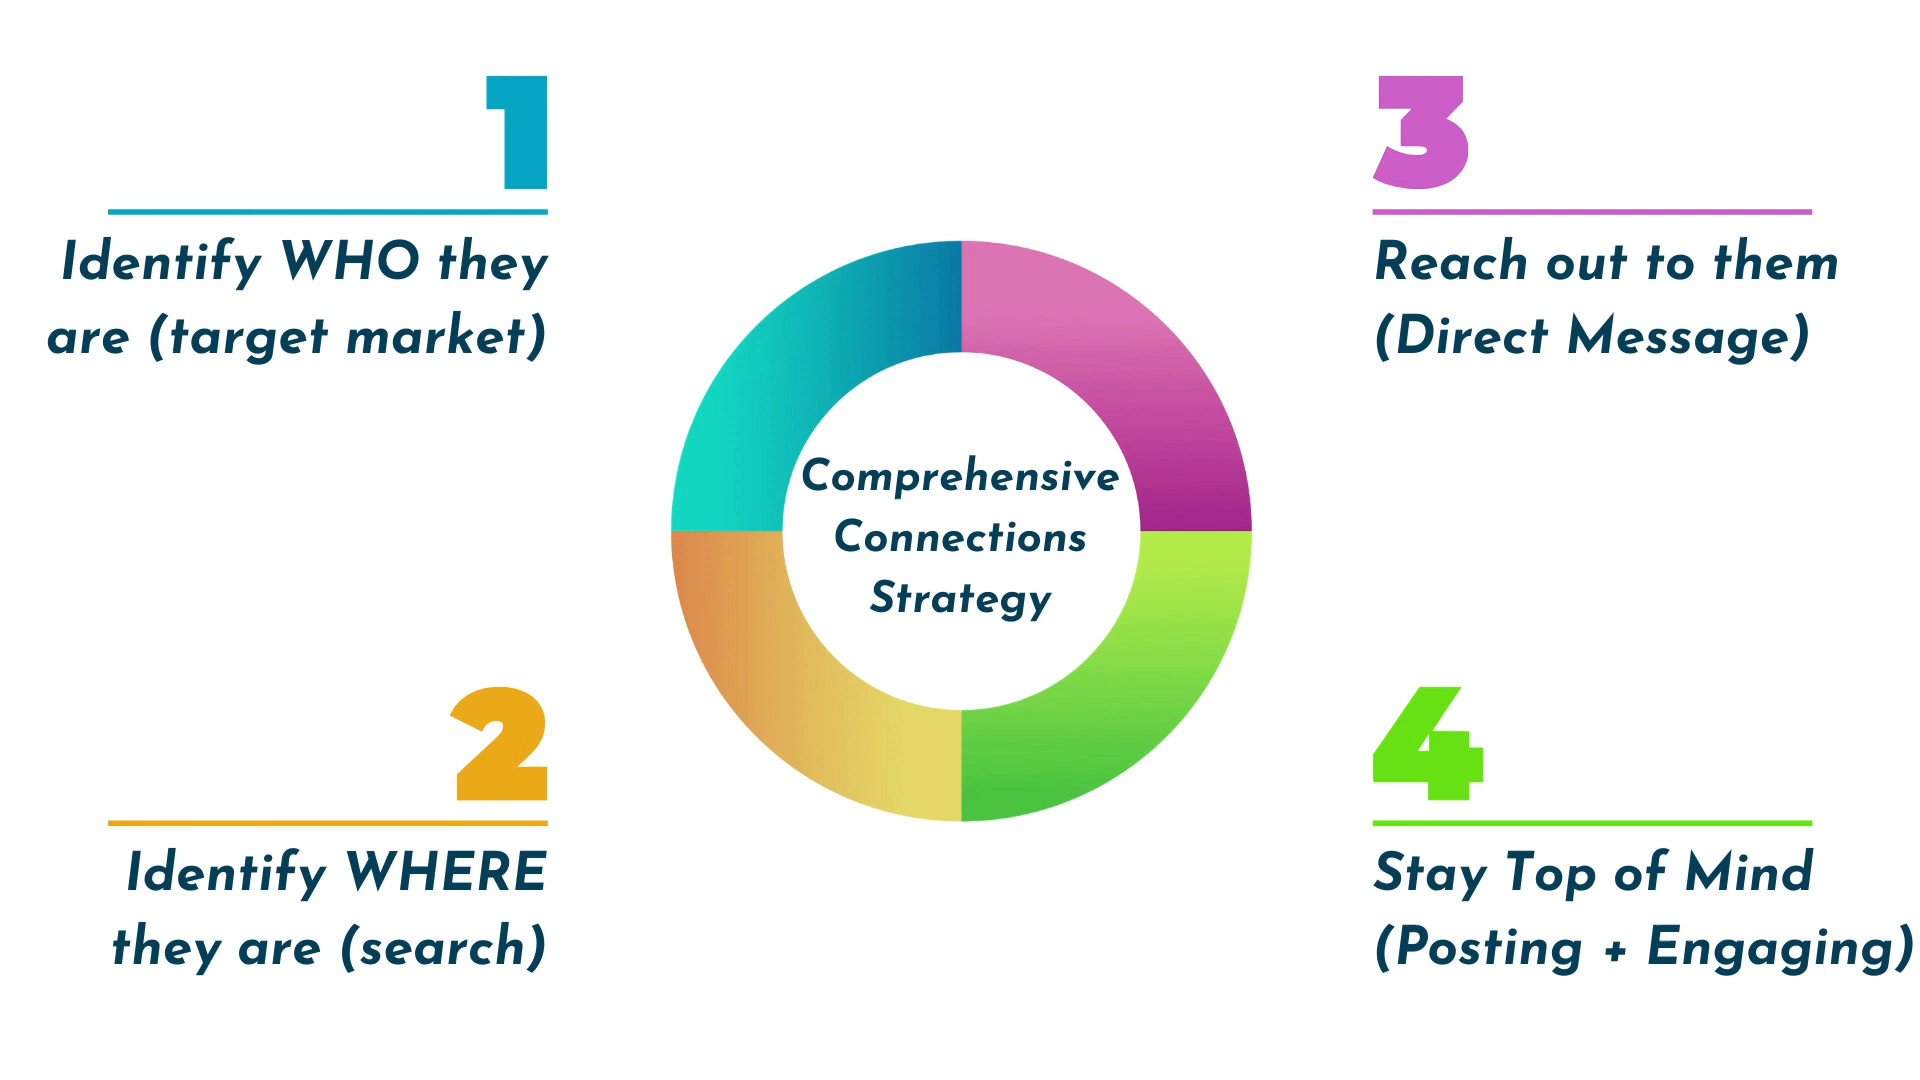 1
Identify WHO they
are (target market)
2
Identify WHERE
they are (search)
Comprehensive
Connections
Strategy
3
Reach out to them
(Direct Message)
4
Stay Top of Mind
(Posting + Engaging)